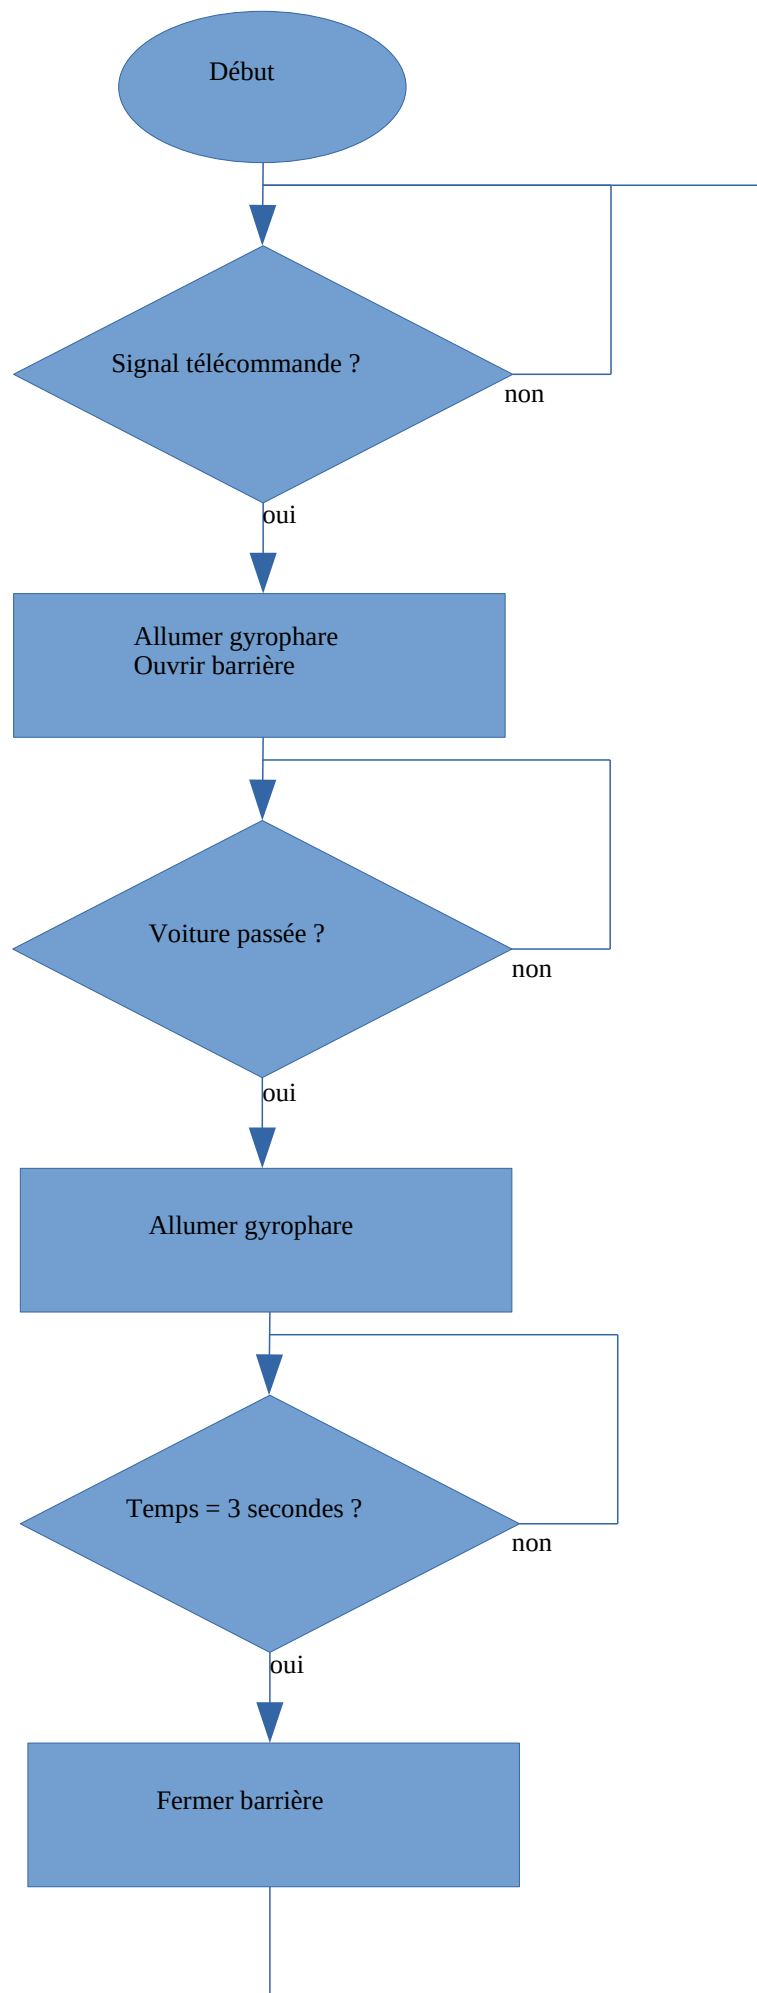 Début
Signal télécommande ?
non
oui
Allumer gyrophare
Ouvrir barrière
Voiture passée ?
non
oui
Allumer gyrophare
Temps = 3 secondes ?
non
oui
Fermer barrière